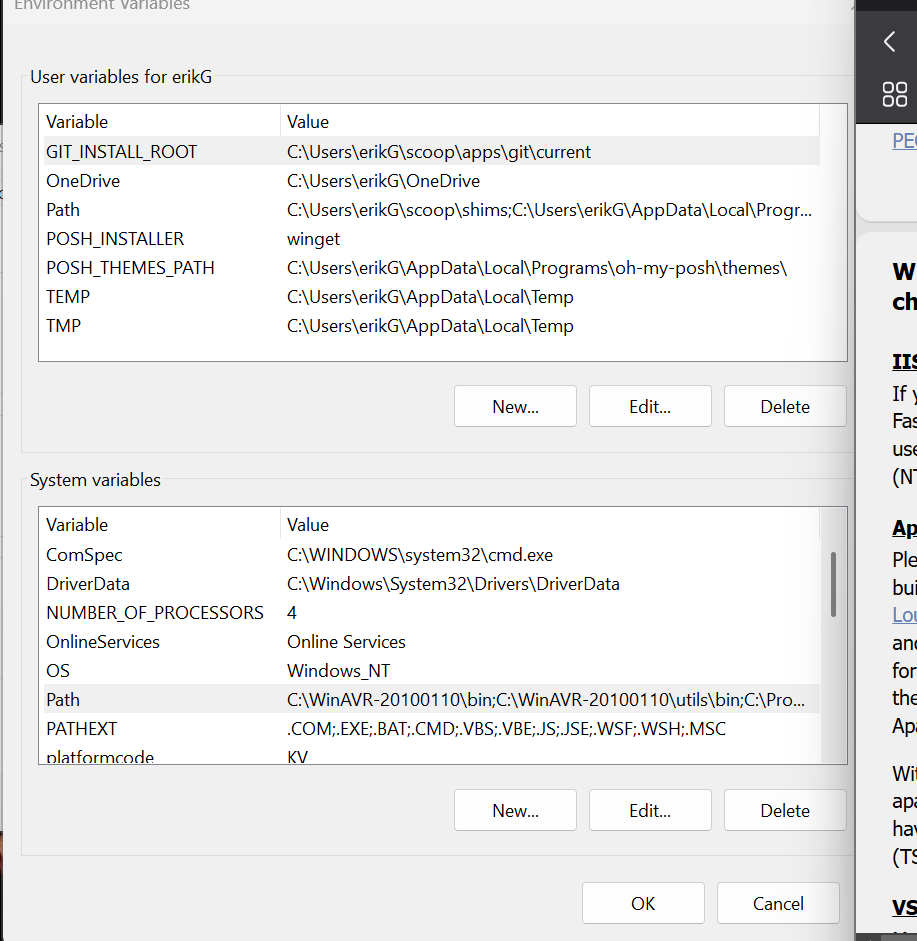 Environment Variables
User variables for erikG
Variable Value
GIT_INSTALL_ROOT C:\Users\erikG\scoop\apps\git\current
OneDrive C:\Users\erikG\OneDrive
Path C:\Users\erikG\scoop\shims;C:\Users\erikG\AppData\Local\Progr...
POSH_INSTALLER winget
POSH_THEMES_PATH C:\Users\erikG\AppData\Local\Programs\oh-my-posh\themes\
TEMP C:\Users\erikG\AppData\Local\Temp
TMP C:\Users\erikG\AppData\Local\Temp
New... Edit... Delete
System variables
Variable Value
ComSpec C:\WINDOWS\system32\cmd.exe
DriverData C:\Windows\System32\Drivers\DriverData
NUMBER_OF_PROCESSORS 4
OnlineServices Online Services
OS Windows_NT
Path C:\WinAVR-20100110\bin;C:\WinAVR-20100110\utils\bin;C:\Pro...
PATHEXT .COM;.EXE;.BAT;.CMD;.VBS;.VBE;.JS;.JSE;.WSF;.WSH;.MSC
platformcode KV
New... Edit... Delete
OK Cancel
PEC
W
ch
IIS
If y
Fas
use
(NT
Ap
Ple
bui
Lou
and
for
the
Apa
Wit
apa
hav
(TS
VS